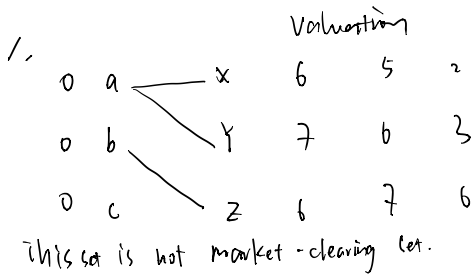 Valuation
1.
0 a X 6 5 2
0 b Y 7 6 3
0 c Z 6 7 6
This set is not market-clearing set.